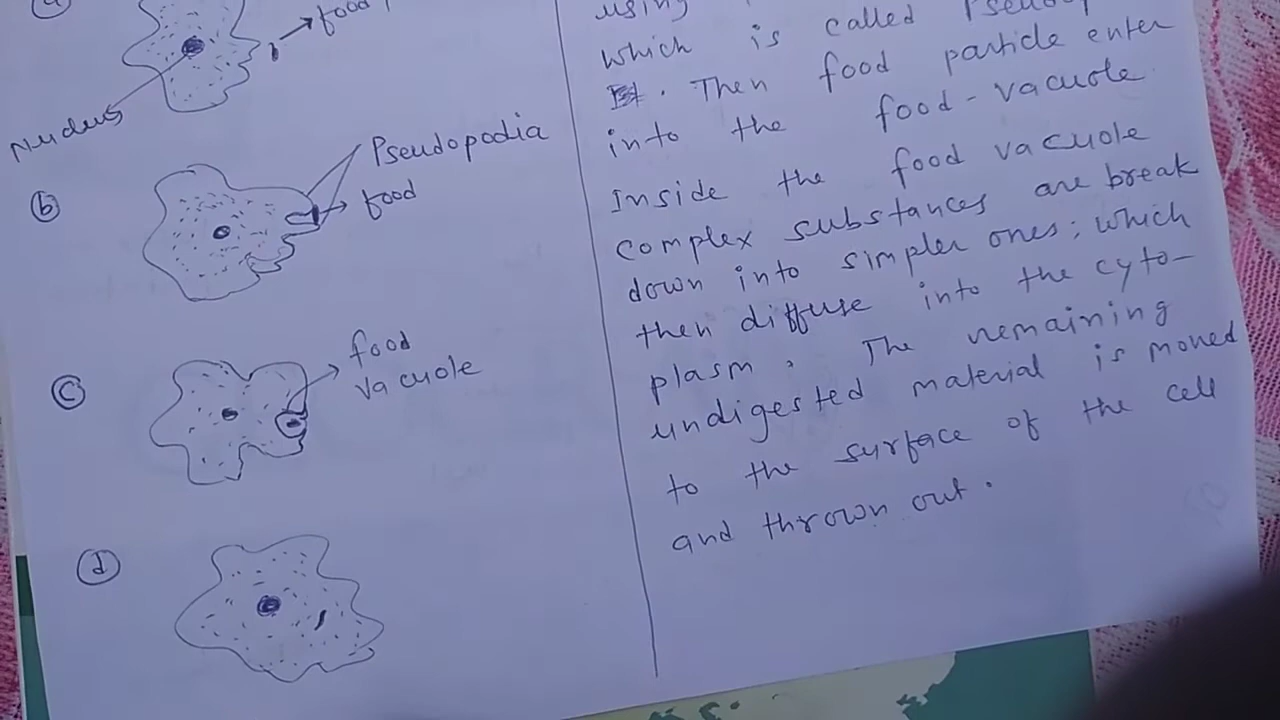 a
food
Nucleus
b
Pseudopodia
food
c
food
vacuole
d
using
which is called
. Then food particle enter
into the food-vacuole
Inside the food vacuole
complex substances are break
down into simpler ones; which
then diffuse into the cyto-
plasm. The remaining
undigested material is moved
to the surface of the cell
and thrown out.